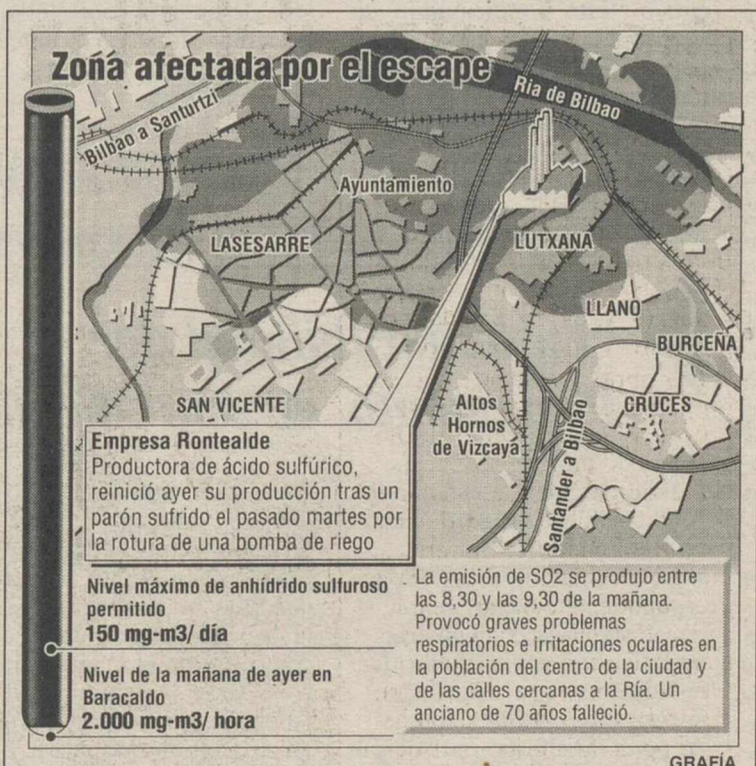 Zona afectada por el escape
Ria de Bilbao
Bilbao a Santurtzi
Ayuntamiento
LASESARRE
LUTXANA
LLANO
BURCEÑA
SAN VICENTE
Altos
Hornos
de Vizcaya
CRUCES
Santander a Bilbao
Empresa Rontealde
Productora de ácido sulfúrico,
reinició ayer su producción tras un
parón sufrido el pasado martes por
la rotura de una bomba de riego
Nivel máximo de anhídrido sulfuroso
permitido
150 mg-m3/ día
Nivel de la mañana de ayer en
Baracaldo
2.000 mg-m3/ hora
La emisión de SO2 se produjo entre
las 8,30 y las 9,30 de la mañana.
Provocó graves problemas
respiratorios e irritaciones oculares en
la población del centro de la ciudad y
de las calles cercanas a la Ría. Un
anciano de 70 años falleció.
GRAFÍA